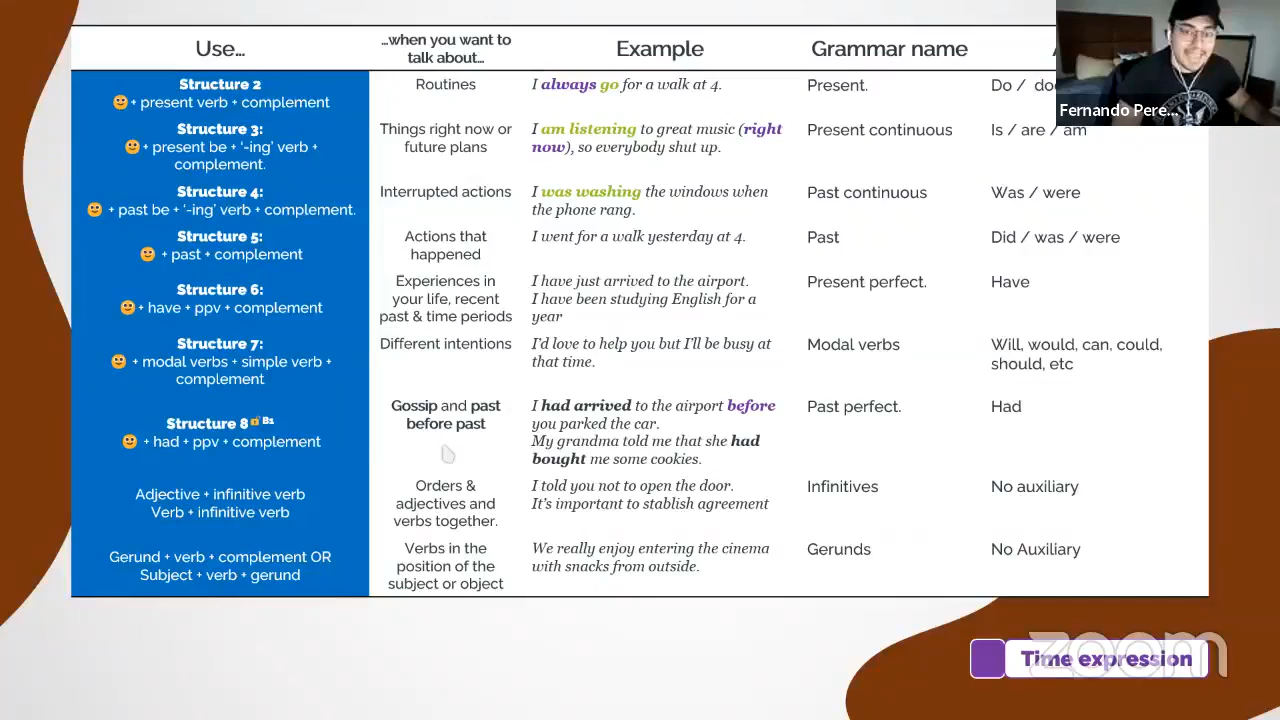 Use…
…when you want to
talk about…
Example
Grammar name
Fernando Pere...
Structure 2
+ present verb + complement
Routines
I always go for a walk at 4.
Present.
Do /
Structure 3:
+ present be + ‘-ing’ verb +
complement.
Things right now or
future plans
I am listening to great music (right
now), so everybody shut up.
Present continuous
Is / are / am
Structure 4:
+ past be + ‘-ing’ verb + complement.
Interrupted actions
I was washing the windows when
the phone rang.
Past continuous
Was / were
Structure 5:
+ past + complement
Actions that
happened
I went for a walk yesterday at 4.
Past
Did / was / were
Structure 6:
+ have + ppv + complement
Experiences in
your life, recent
past & time periods
I have just arrived to the airport.
I have been studying English for a
year
Present perfect.
Have
Structure 7:
+ modal verbs + simple verb +
complement
Different intentions
I’d love to help you but I’ll be busy at
that time.
Modal verbs
Will, would, can, could,
should, etc
Structure 8 B1
+ had + ppv + complement
Gossip and past
before past
I had arrived to the airport before
you parked the car.
My grandma told me that she had
bought me some cookies.
Past perfect.
Had
Adjective + infinitive verb
Verb + infinitive verb
Orders &
adjectives and
verbs together.
I told you not to open the door.
It’s important to stablish agreement
Infinitives
No auxiliary
Gerund + verb + complement OR
Subject + verb + gerund
Verbs in the
position of the
subject or object
We really enjoy entering the cinema
with snacks from outside.
Gerunds
No Auxiliary
Time expression
zoom